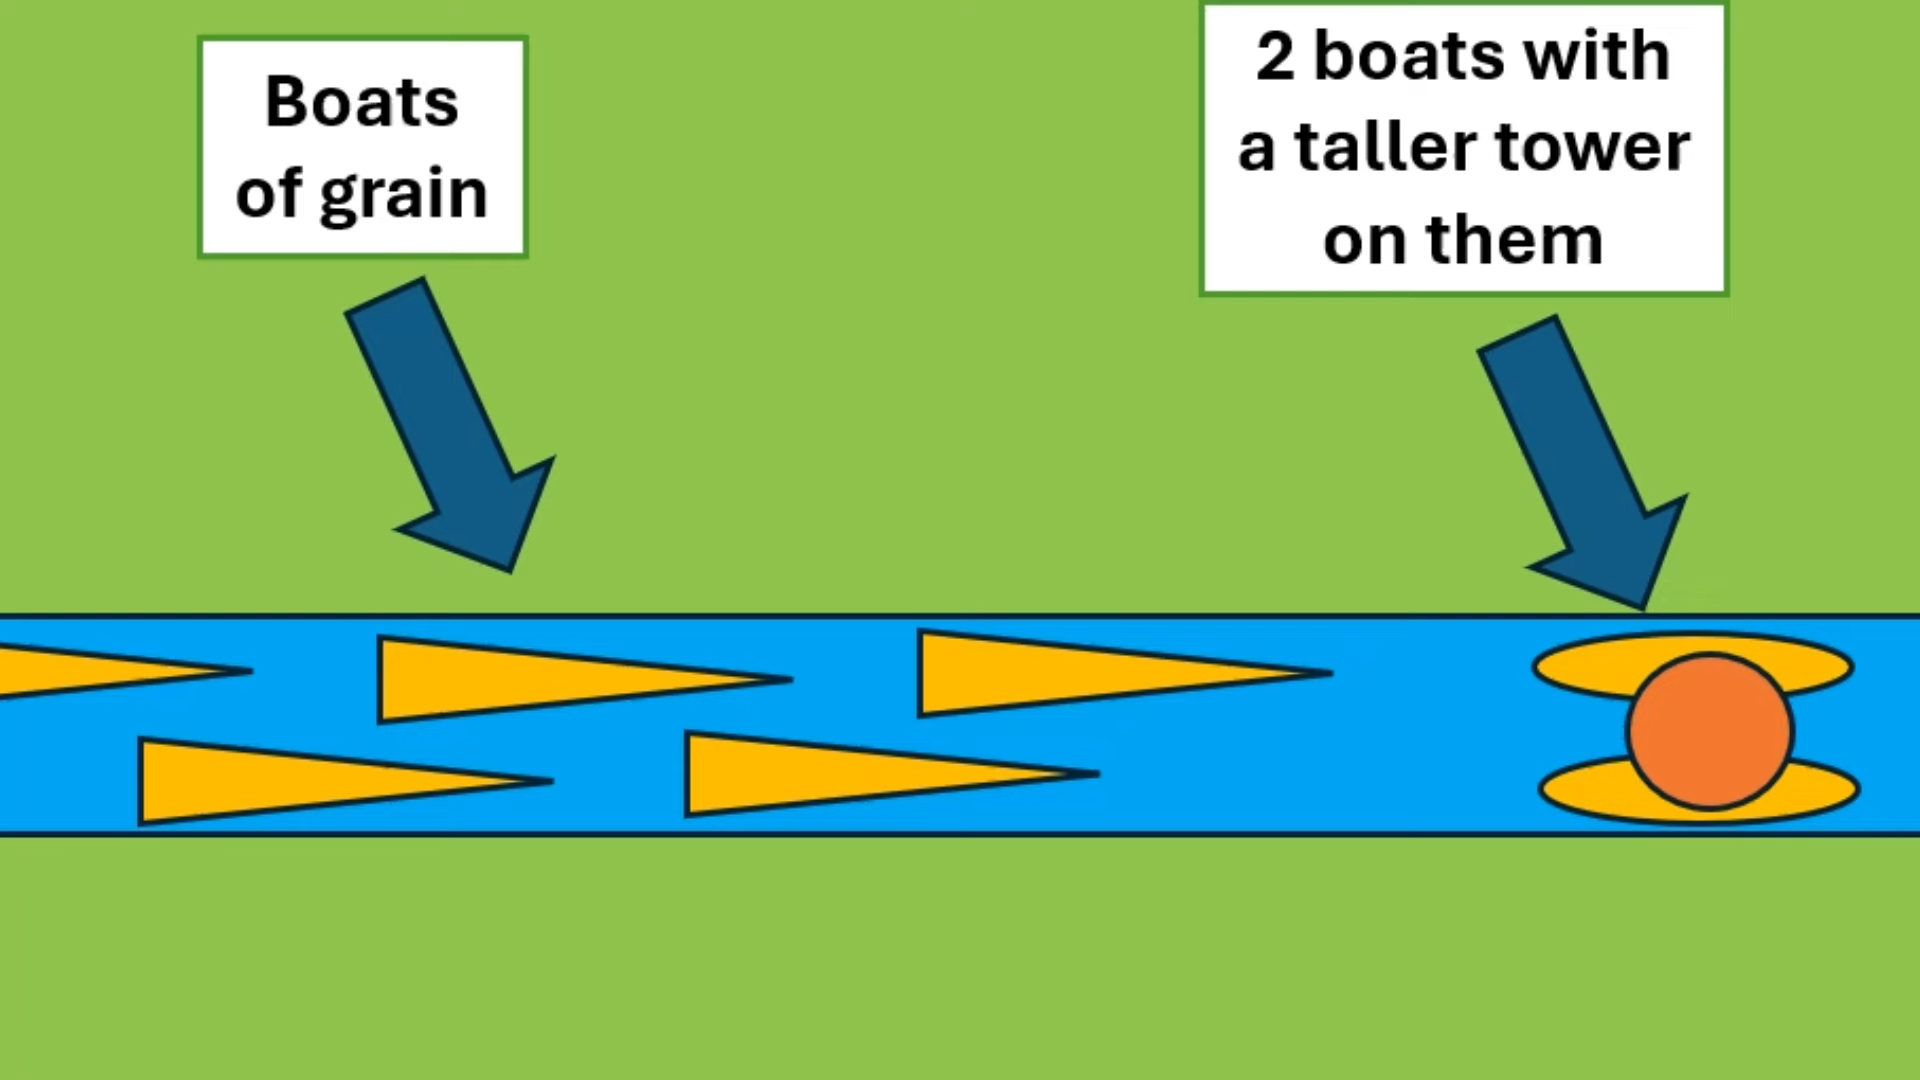 Boats
of grain
2 boats with
a taller tower
on them